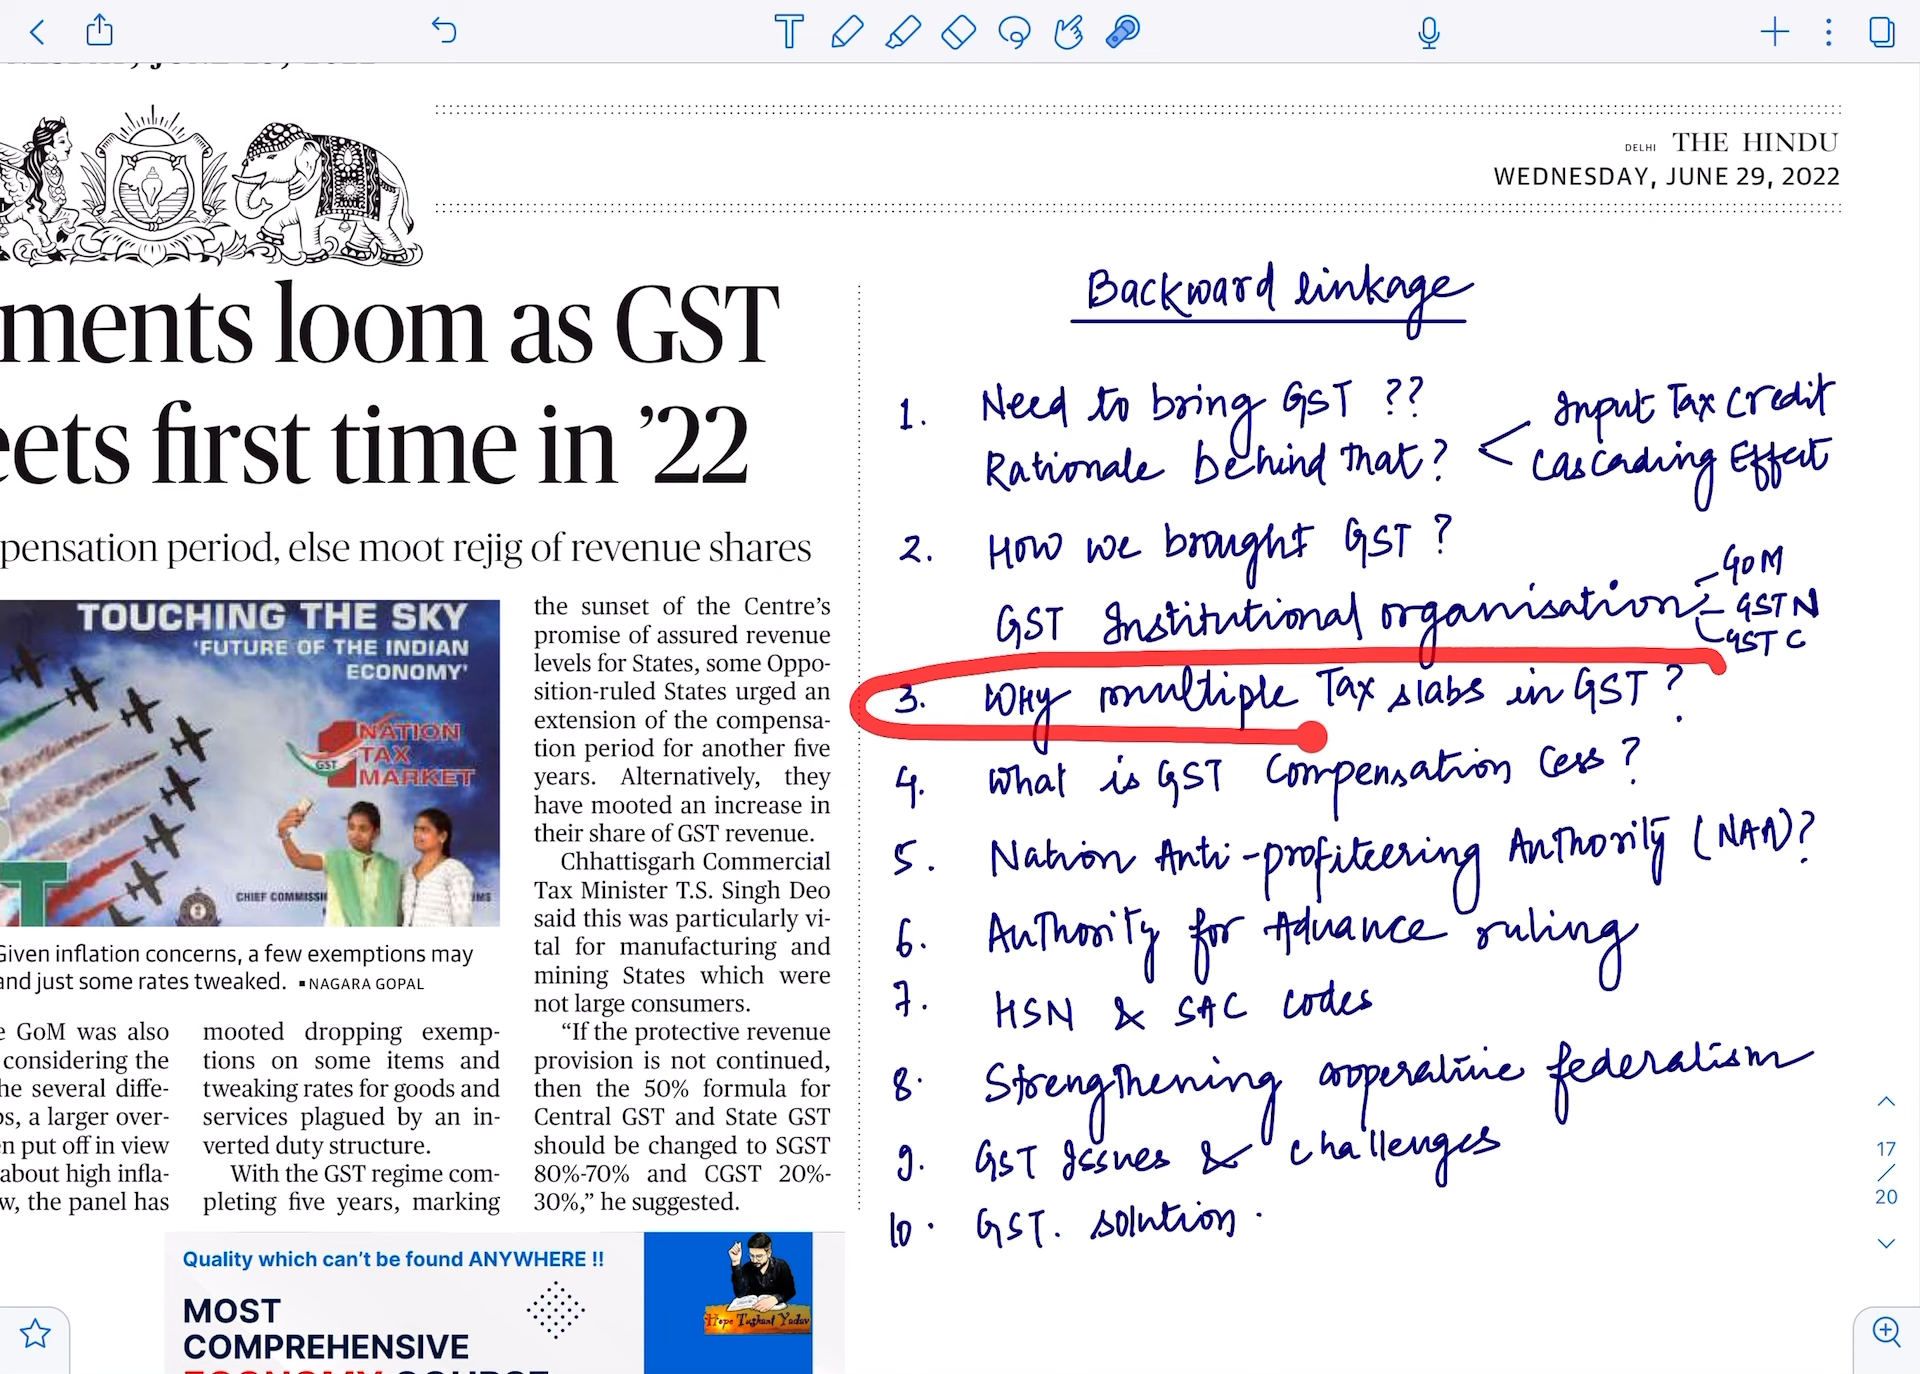 DELHI THE HINDU
WEDNESDAY, JUNE 29, 2022
ments loom as GST
eets first time in ’22
pensation period, else moot rejig of revenue shares
TOUCHING THE SKY
'FUTURE OF THE INDIAN
ECONOMY'
NATION
TAX
MARKET
GST
CHIEF COMMISSI
Given inflation concerns, a few exemptions may
and just some rates tweaked. ▪ NAGARA GOPAL
e GoM was also
considering the
he several diffe-
ps, a larger over-
en put off in view
about high infla-
w, the panel has
mooted dropping exemp-
tions on some items and
tweaking rates for goods and
services plagued by an in-
verted duty structure.
With the GST regime com-
pleting five years, marking
the sunset of the Centre’s
promise of assured revenue
levels for States, some Oppo-
sition-ruled States urged an
extension of the compensa-
tion period for another five
years. Alternatively, they
have mooted an increase in
their share of GST revenue.
Chhattisgarh Commercial
Tax Minister T.S. Singh Deo
said this was particularly vi-
tal for manufacturing and
mining States which were
not large consumers.
“If the protective revenue
provision is not continued,
then the 50% formula for
Central GST and State GST
should be changed to SGST
80%-70% and CGST 20%-
30%,” he suggested.
Quality which can’t be found ANYWHERE !!
MOST
COMPREHENSIVE
ECONOMY COURSE
Hope Tushant Yadav
Backward linkage
1. Need to bring GST ??
Rationale behind that? < Input Tax Credit
Cascading Effect
2. How we brought GST ?
GST Institutional organisation
GOM
GSTN
GSTC
3. WHy multiple Tax slabs in GST ?
4. What is GST Compensation Cess ?
5. Nation Anti-profiteering Authority (NAA)?
6. Authority for Advance ruling
7. HSN & SAC codes
8. Strengthening cooperative federalism
9. GST Issues & challenges
10. GST. solution.
17
/
20